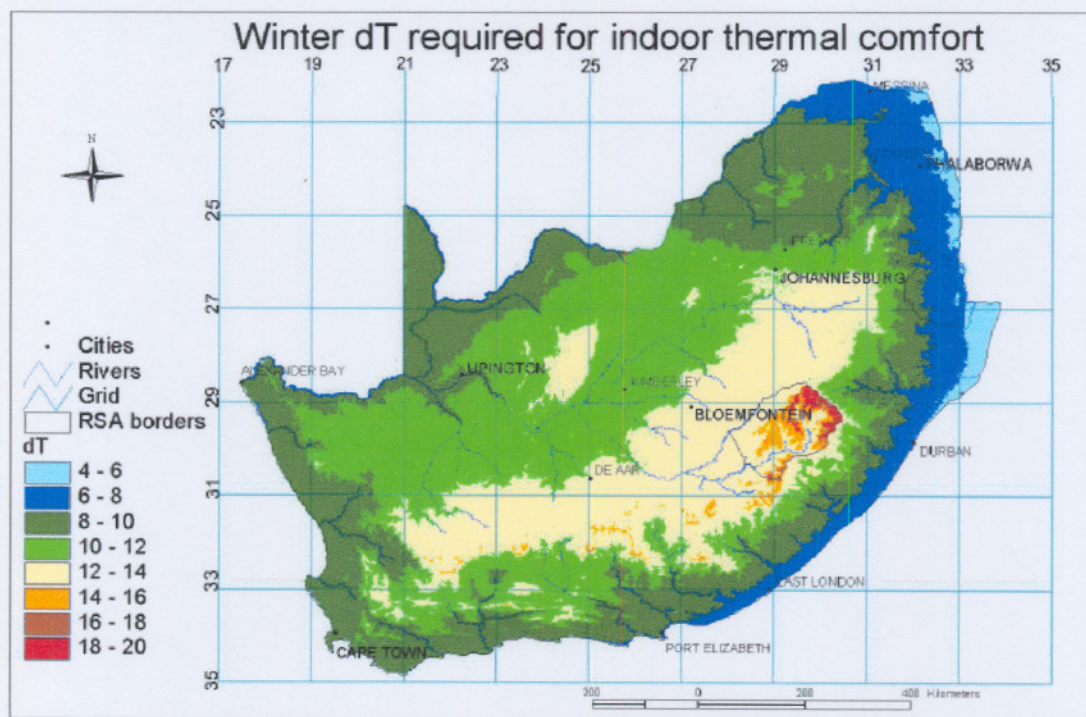 Winter dT required for indoor thermal comfort
17 19 21 23 25 27 29 31 33 35
23
25
27
29
31
33
35
N
MESSINA
PHALABORWA
JOHANNESBURG
UPINGTON
ALEXANDER BAY
KIMBERLEY
BLOEMFONTEIN
DURBAN
DE AAR
EAST LONDON
PORT ELIZABETH
CAPE TOWN
Cities
Rivers
Grid
RSA borders
dT
4 - 6
6 - 8
8 - 10
10 - 12
12 - 14
14 - 16
16 - 18
18 - 20
200 0 200 400 Kilometers